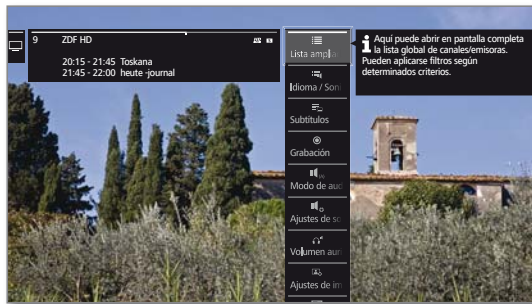 9 ZDF HD
20:15 - 21:45 Toskana
21:45 - 22:00 heute -journal
Lista amplia
Idioma / Soni
Subtítulos
Grabación
Modo de aud
Ajustes de so
Volumen aur
Ajustes de im
Aquí puede abrir en pantalla completa
la lista global de canales/emisoras.
Pueden aplicarse filtros según
determinados criterios.